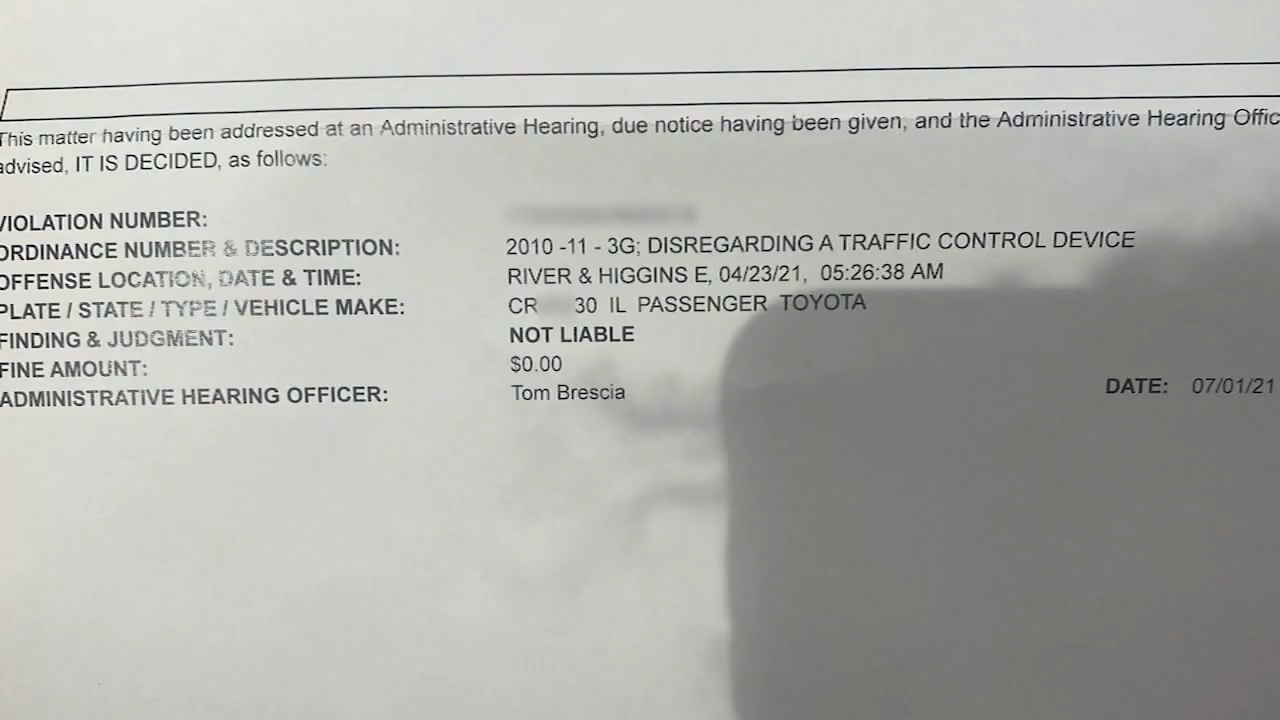 This matter having been addressed at an Administrative Hearing, due notice having been given, and the Administrative Hearing Offic
advised, IT IS DECIDED, as follows:
VIOLATION NUMBER:
ORDINANCE NUMBER & DESCRIPTION: 2010 -11 - 3G; DISREGARDING A TRAFFIC CONTROL DEVICE
OFFENSE LOCATION, DATE & TIME: RIVER & HIGGINS E, 04/23/21, 05:26:38 AM
PLATE / STATE / TYPE / VEHICLE MAKE: CR 30 IL PASSENGER TOYOTA
FINDING & JUDGMENT: NOT LIABLE
FINE AMOUNT: $0.00
ADMINISTRATIVE HEARING OFFICER: Tom Brescia DATE: 07/01/21